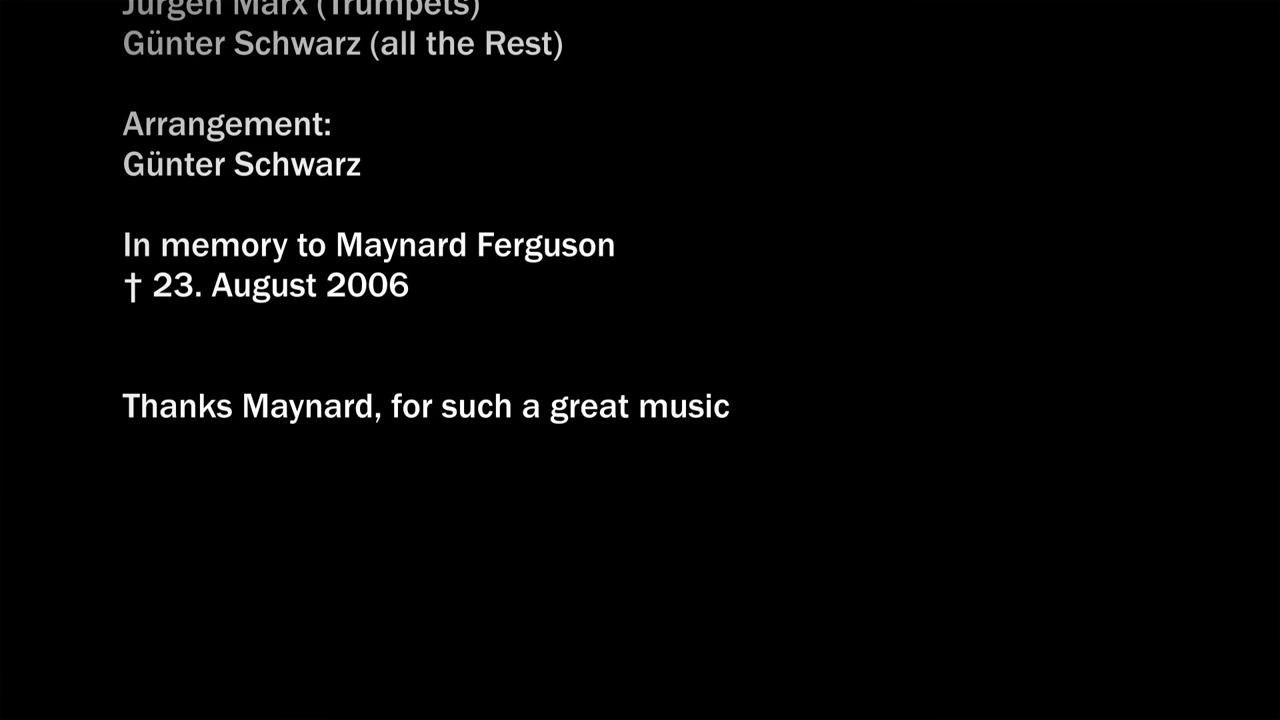 Jürgen Marx (Trumpets)
Günter Schwarz (all the Rest)
Arrangement:
Günter Schwarz
In memory to Maynard Ferguson
† 23. August 2006
Thanks Maynard, for such a great music